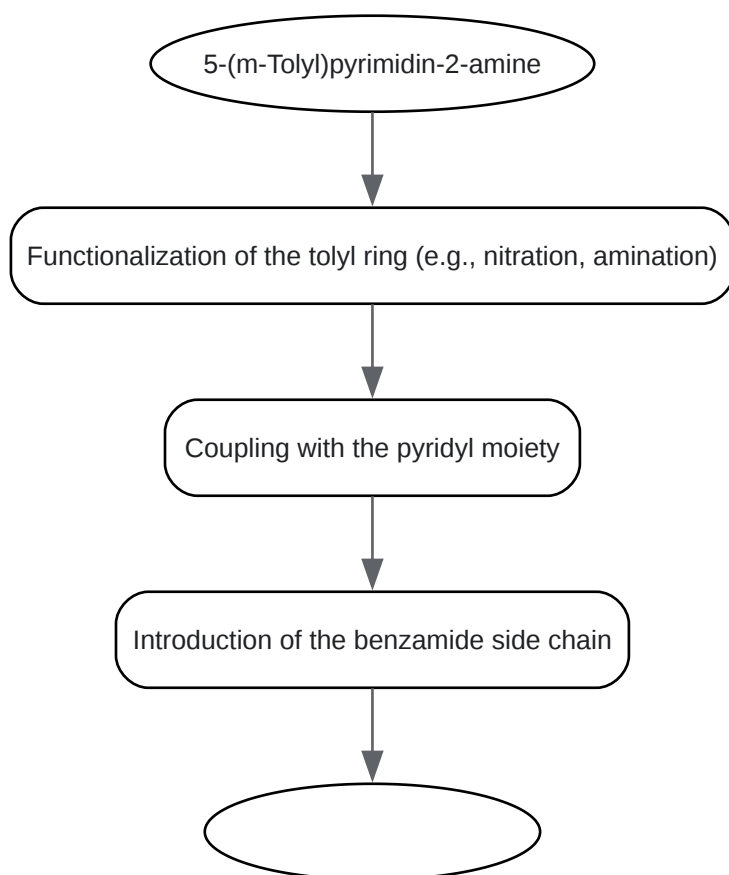 5-(m-Tolyl)pyrimidin-2-amine
Functionalization of the tolyl ring (e.g., nitration, amination)
Coupling with the pyridyl moiety
Introduction of the benzamide side chain